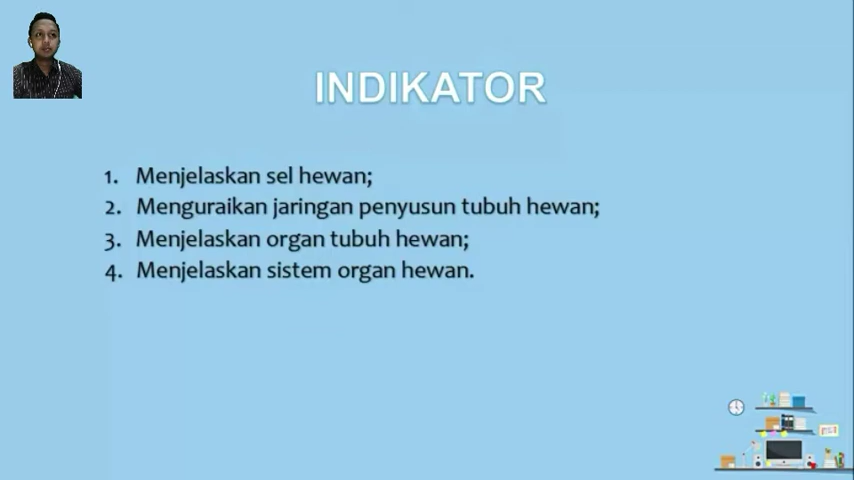 INDIKATOR
1. Menjelaskan sel hewan;
2. Menguraikan jaringan penyusun tubuh hewan;
3. Menjelaskan organ tubuh hewan;
4. Menjelaskan sistem organ hewan.